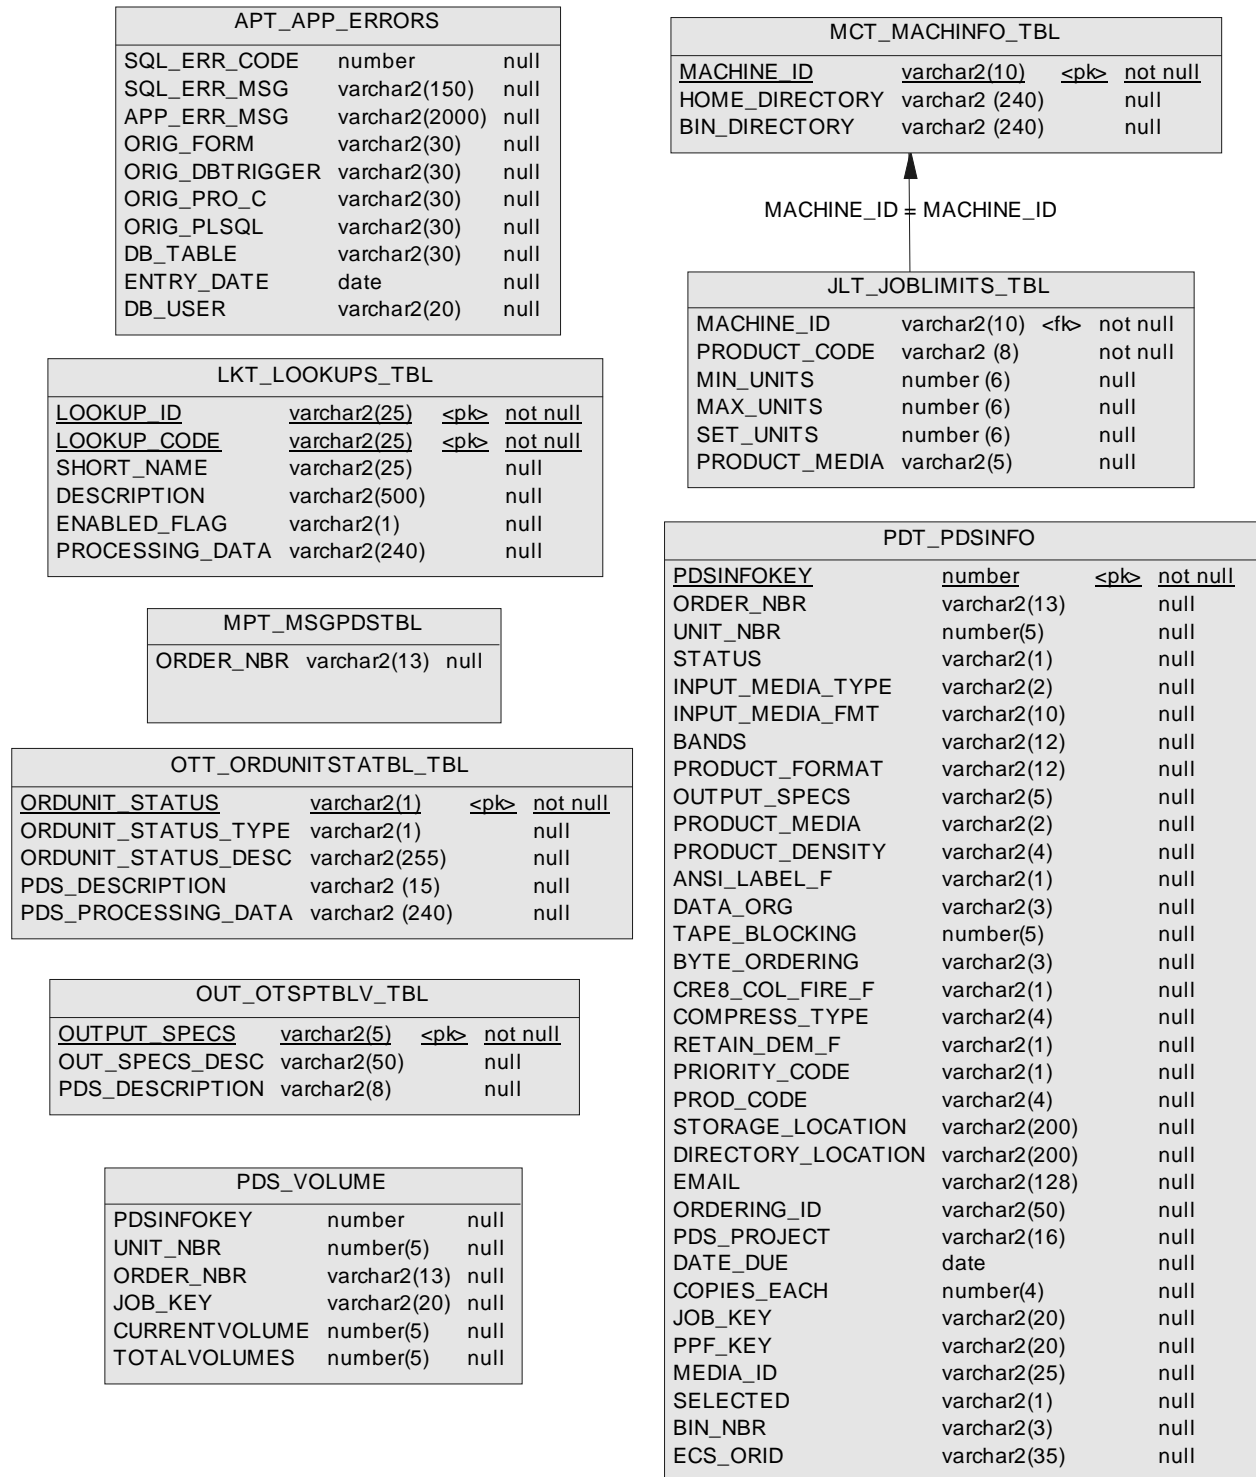 APT_APP_ERRORS
SQL_ERR_CODE number null
SQL_ERR_MSG varchar2(150) null
APP_ERR_MSG varchar2(2000) null
ORIG_FORM varchar2(30) null
ORIG_DBTRIGGER varchar2(30) null
ORIG_PRO_C varchar2(30) null
ORIG_PLSQL varchar2(30) null
DB_TABLE varchar2(30) null
ENTRY_DATE date null
DB_USER varchar2(20) null
LKT_LOOKUPS_TBL
LOOKUP_ID varchar2(25) <pk> not null
LOOKUP_CODE varchar2(25) <pk> not null
SHORT_NAME varchar2(25) null
DESCRIPTION varchar2(500) null
ENABLED_FLAG varchar2(1) null
PROCESSING_DATA varchar2(240) null
MPT_MSGPDSTBL
ORDER_NBR varchar2(13) null
OTT_ORDUNITSTATBL_TBL
ORDUNIT_STATUS varchar2(1) <pk> not null
ORDUNIT_STATUS_TYPE varchar2(1) null
ORDUNIT_STATUS_DESC varchar2(255) null
PDS_DESCRIPTION varchar2 (15) null
PDS_PROCESSING_DATA varchar2 (240) null
OUT_OTSPTBLV_TBL
OUTPUT_SPECS varchar2(5) <pk> not null
OUT_SPECS_DESC varchar2(50) null
PDS_DESCRIPTION varchar2(8) null
PDS_VOLUME
PDSINFOKEY number null
UNIT_NBR number(5) null
ORDER_NBR varchar2(13) null
JOB_KEY varchar2(20) null
CURRENTVOLUME number(5) null
TOTALVOLUMES number(5) null
MCT_MACHINFO_TBL
MACHINE_ID varchar2(10) <pk> not null
HOME_DIRECTORY varchar2 (240) null
BIN_DIRECTORY varchar2 (240) null
MACHINE_ID = MACHINE_ID
JLT_JOBLIMITS_TBL
MACHINE_ID varchar2(10) <fk> not null
PRODUCT_CODE varchar2 (8) not null
MIN_UNITS number (6) null
MAX_UNITS number (6) null
SET_UNITS number (6) null
PRODUCT_MEDIA varchar2(5) null
PDT_PDSINFO
PDSINFOKEY number <pk> not null
ORDER_NBR varchar2(13) null
UNIT_NBR number(5) null
STATUS varchar2(1) null
INPUT_MEDIA_TYPE varchar2(2) null
INPUT_MEDIA_FMT varchar2(10) null
BANDS varchar2(12) null
PRODUCT_FORMAT varchar2(12) null
OUTPUT_SPECS varchar2(5) null
PRODUCT_MEDIA varchar2(2) null
PRODUCT_DENSITY varchar2(4) null
ANSI_LABEL_F varchar2(1) null
DATA_ORG varchar2(3) null
TAPE_BLOCKING number(5) null
BYTE_ORDERING varchar2(3) null
CRE8_COL_FIRE_F varchar2(1) null
COMPRESS_TYPE varchar2(4) null
RETAIN_DEM_F varchar2(1) null
PRIORITY_CODE varchar2(1) null
PROD_CODE varchar2(4) null
STORAGE_LOCATION varchar2(200) null
DIRECTORY_LOCATION varchar2(200) null
EMAIL varchar2(128) null
ORDERING_ID varchar2(50) null
PDS_PROJECT varchar2(16) null
DATE_DUE date null
COPIES_EACH number(4) null
JOB_KEY varchar2(20) null
PPF_KEY varchar2(20) null
MEDIA_ID varchar2(25) null
SELECTED varchar2(1) null
BIN_NBR varchar2(3) null
ECS_ORID varchar2(35) null